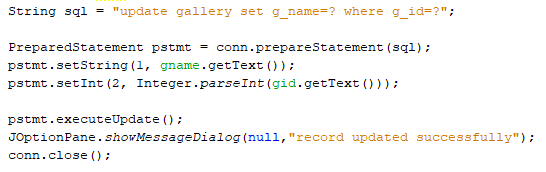 String sql = "update gallery set g_name=? where g_id=?";
PreparedStatement pstmt = conn.prepareStatement(sql);
pstmt.setString(1, gname.getText());
pstmt.setInt(2, Integer.parseInt(gid.getText()));
pstmt.executeUpdate();
JOptionPane.showMessageDialog(null,"record updated successfully");
conn.close();